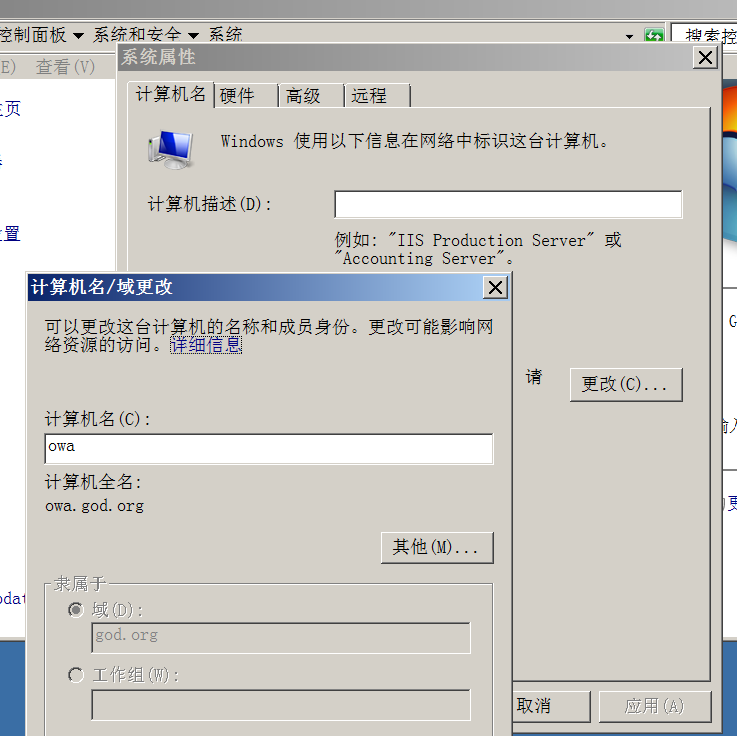 控制面板 系统和安全 系统
搜索控
E) 查看(V)
系统属性
主页
计算机名 硬件 高级 远程
Windows 使用以下信息在网络中标识这台计算机。
计算机描述(D):
置
例如: "IIS Production Server" 或
"Accounting Server"。
计算机名/域更改
可以更改这台计算机的名称和成员身份。更改可能影响网
络资源的访问。详细信息
G
请
更改(C)...
计算机名(C):
owa
计算机全名:
owa.god.org
其他(M)...
隶属于
域(D):
god.org
工作组(W):
取消
应用(A)